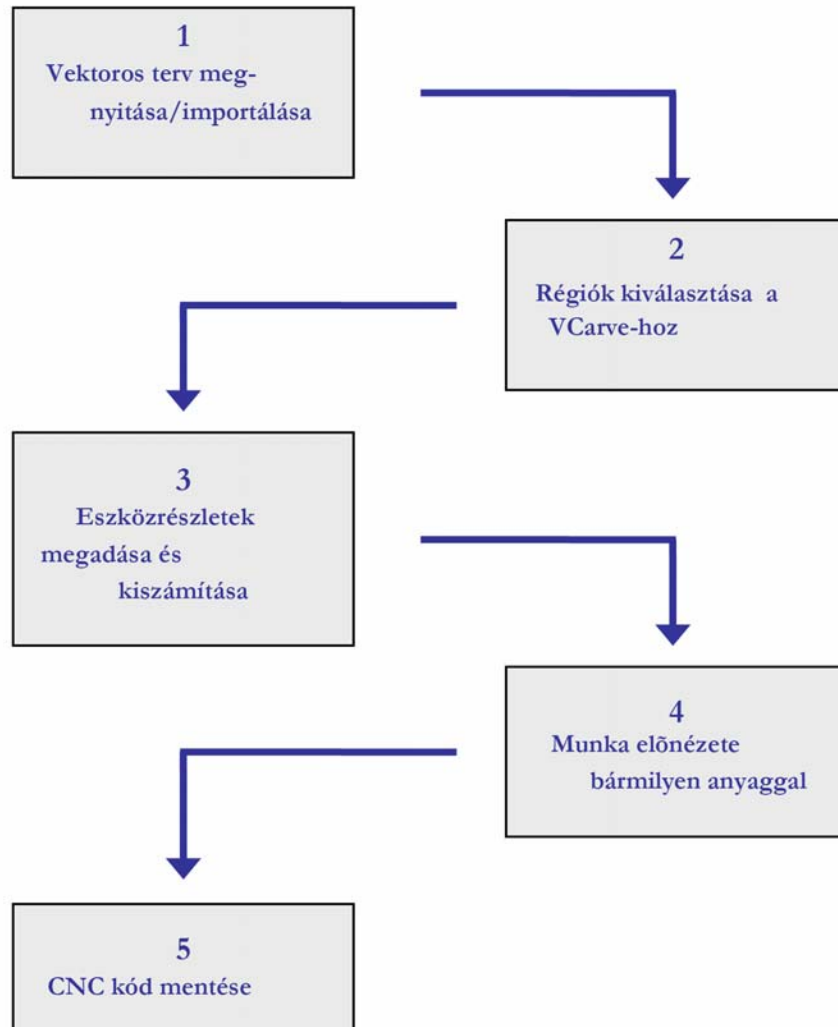 1
Vektoros terv meg-
nyitása/importálása
2
Régiók kiválasztása a
VCarve-hoz
3
Eszközrészletek
megadása és
kiszámítása
4
Munka elõnézete
bármilyen anyaggal
5
CNC kód mentése